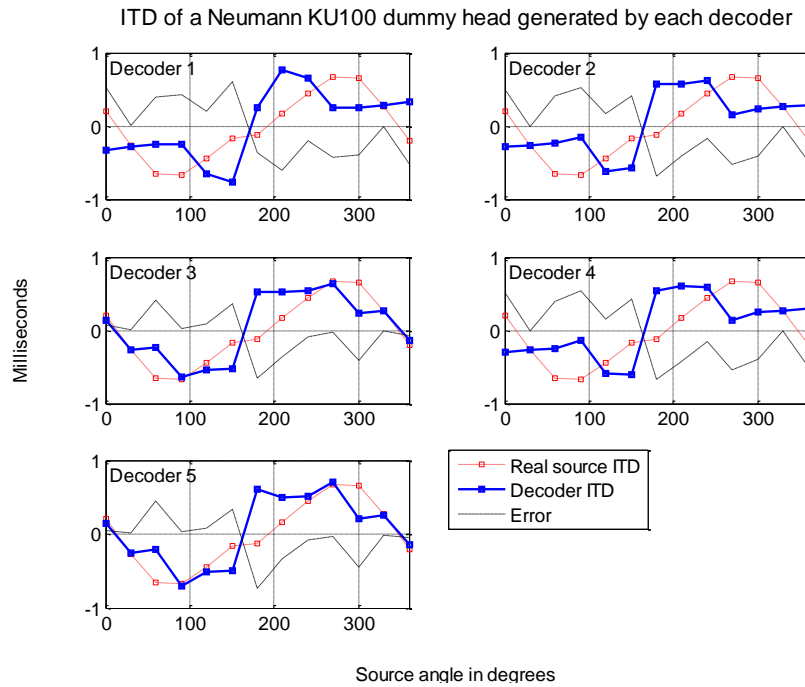 ITD of a Neumann KU100 dummy head generated by each decoder
Decoder 1
1
0
-1
0 100 200 300
Decoder 2
1
0
-1
0 100 200 300
Decoder 3
1
0
-1
0 100 200 300
Decoder 4
1
0
-1
0 100 200 300
Decoder 5
1
0
-1
0 100 200 300
Real source ITD
Decoder ITD
Error
Milliseconds
Source angle in degrees